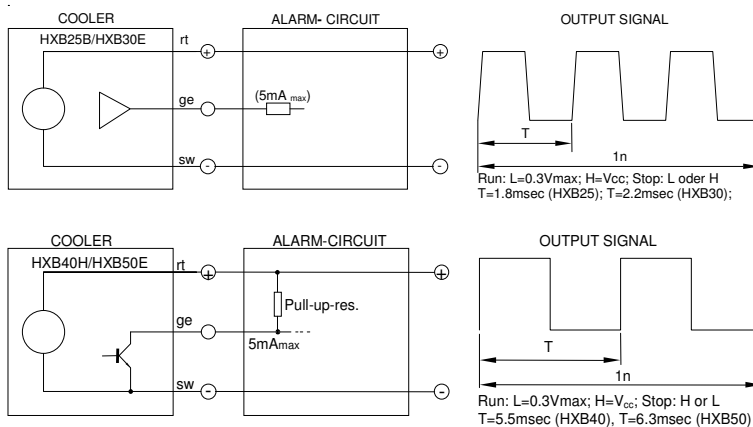 COOLER
ALARM- CIRCUIT
OUTPUT SIGNAL
HXB25B/HXB30E
rt
+
+
ge
(5mA max)
sw
-
-
T
1n
Run: L=0.3Vmax; H=Vcc; Stop: L oder H
T=1.8msec (HXB25); T=2.2msec (HXB30);
COOLER
ALARM-CIRCUIT
OUTPUT SIGNAL
HXB40H/HXB50E
rt
+
+
Pull-up-res.
ge
5mAmax
sw
-
-
T
1n
Run: L=0.3Vmax; H=Vcc; Stop: H or L
T=5.5msec (HXB40), T=6.3msec (HXB50)